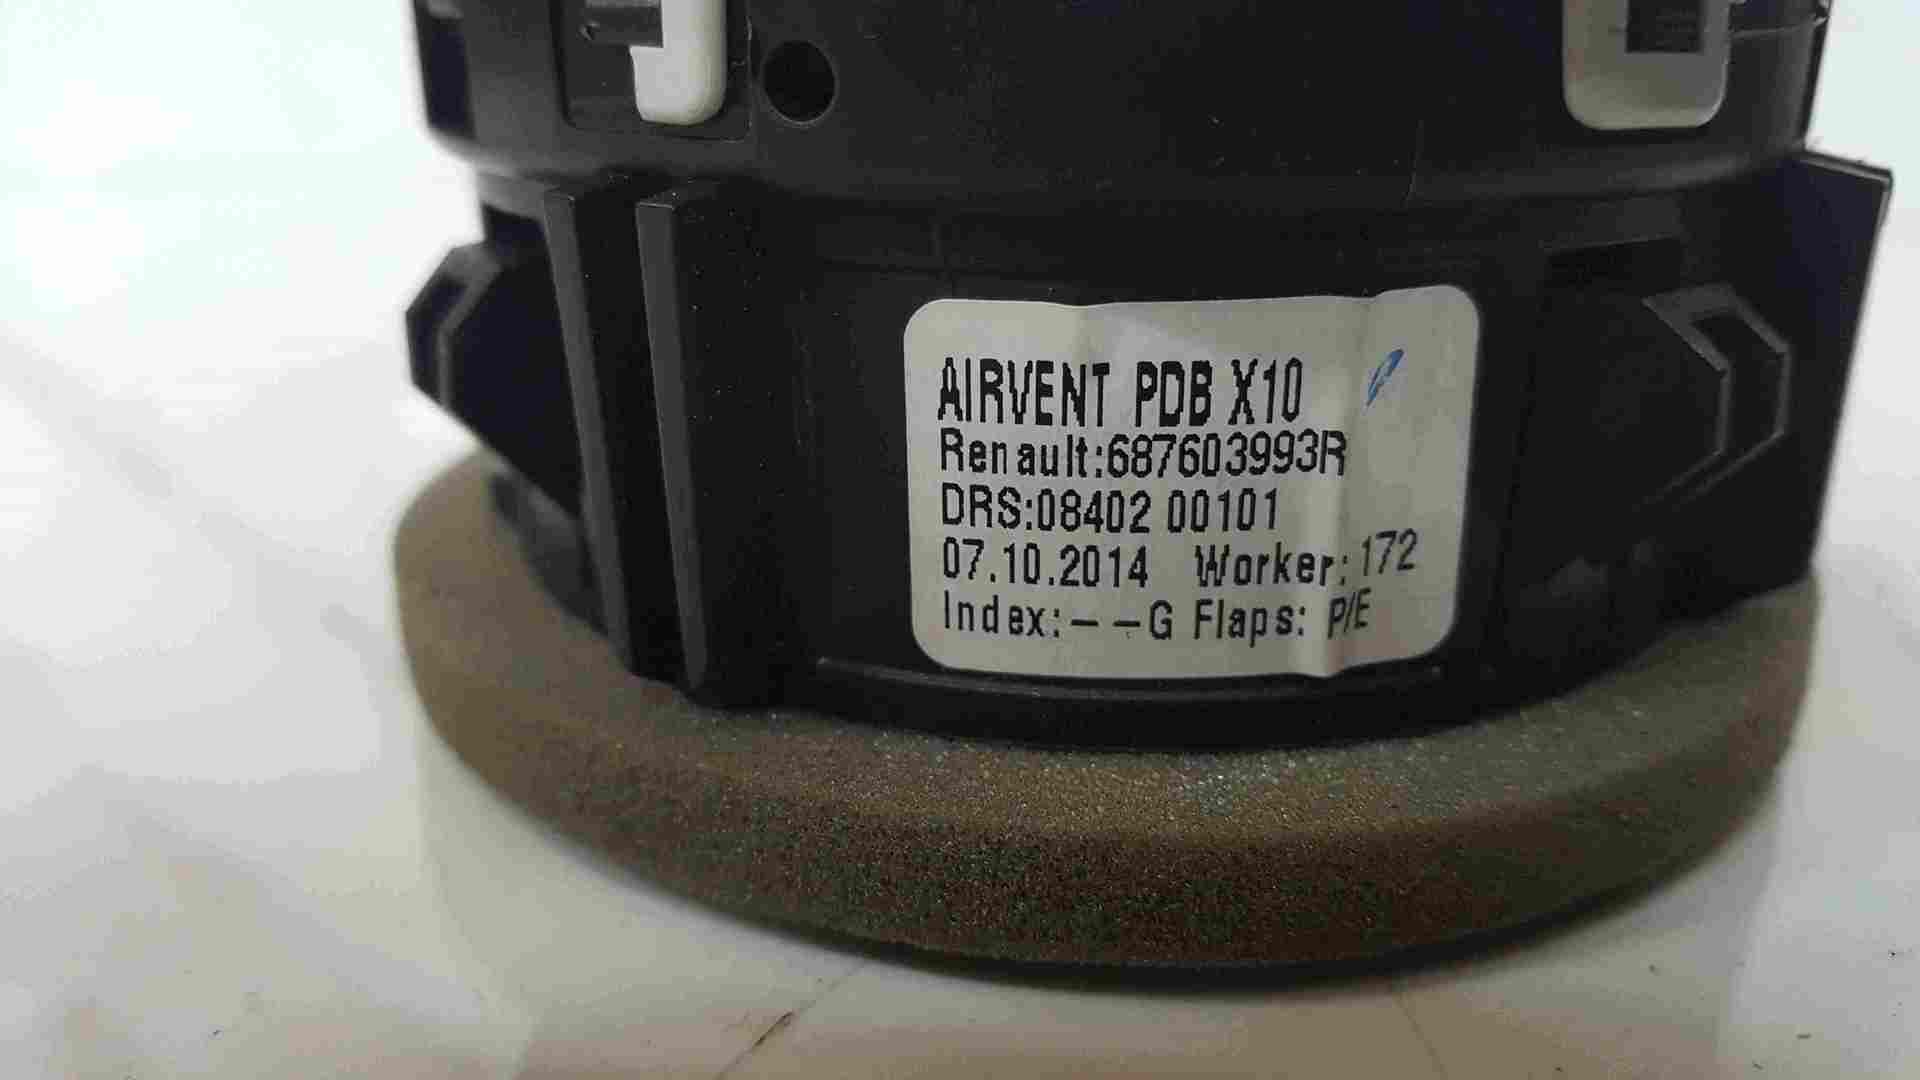 AIRVENT PDB X10
Renault:687603993R
DRS:08402 00101
07.10.2014 Worker:172
Index:--G Flaps: P/E